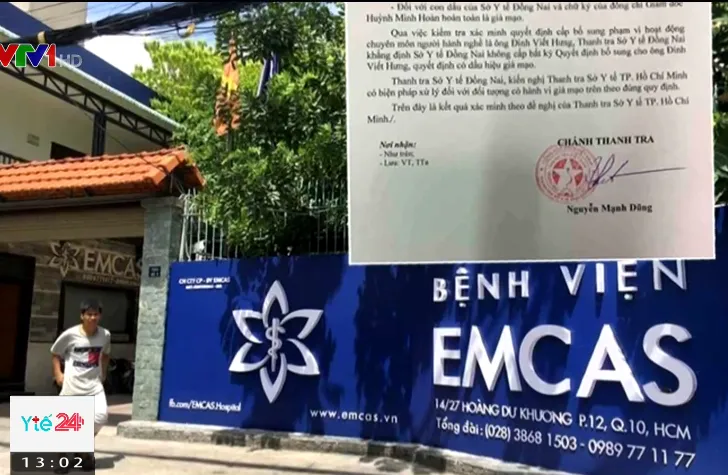 VTV1 HD
- Đối với con dấu của Sở Y tế Đồng Nai và chữ ký của đồng chí Giám đốc
Huỳnh Minh Hoàn hoàn toàn là giả mạo.
Qua việc kiểm tra xác minh quyết định cấp bổ sung phạm vi hoạt động
chuyên môn người hành nghề là ông Đinh Viết Hưng, Thanh tra Sở Y tế Đồng Nai
khẳng định Sở Y tế Đồng Nai không cấp bất kỳ Quyết định bổ sung cho ông Đinh
Viết Hưng, quyết định có dấu hiệu giả mạo.
Thanh tra Sở Y tế Đồng Nai, kiến nghị Thanh tra Sở Y tế TP. Hồ Chí Minh
có biện pháp xử lý đối với đối tượng có hành vi giả mạo trên theo đúng quy định.
Trên đây là kết quả xác minh theo đề nghị của Thanh tra Sở Y tế TP. Hồ Chí
Minh/.
Nơi nhận:
- Như trên;
- Lưu: VT, TTa
CHÁNH THANH TRA
Nguyễn Mạnh Dũng
EMCAS
BỆNH VIỆN
EMCAS
14/27 HOÀNG DƯ KHƯƠNG P.12, Q.10, HCM
Tổng đài: (028) 3868 1503 - 0989 77 11 77
fb.com/EMCAS.Hospital
www.emcas.vn
Y tế 24h
13:02